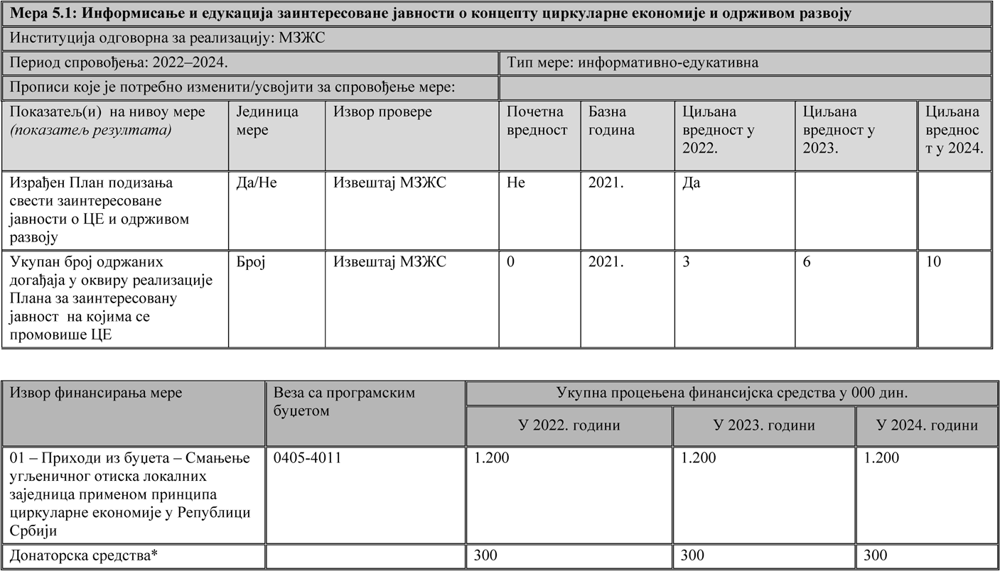 Мера 5.1: Информисање и едукација заинтересоване јавности о концепту циркуларне економије и одрживом развоју
Институција одговорна за реализацију: МЗЖС
Период спровођења: 2022–2024.
Тип мере: информативно-едукативна
Прописи које је потребно изменити/усвојити за спровођење мере:
Показатељ(и) на нивоу мере
(показатељ резултата)
Јединица
мере
Извор провере
Почетна
вредност
Базна
година
Циљана
вредност у
2022.
Циљана
вредност у
2023.
Циљана
вреднос
т у 2024.
Израђен План подизања
свести заинтересоване
јавности о ЦЕ и одрживом
развоју
Да/Не
Извештај МЗЖС
Не
2021.
Да
Укупан број одржаних
догађаја у оквиру реализације
Плана за заинтересовану
јавност на којима се
промовише ЦЕ
Број
Извештај МЗЖС
0
2021.
3
6
10
Извор финансирања мере
Веза са програмским
буџетом
Укупна процењена финансијска средства у 000 дин.
У 2022. години
У 2023. години
У 2024. години
01 – Приходи из буџета – Смањење
угљеничног отиска локалних
заједница применом принципа
циркуларне економије у Републици
Србији
0405-4011
1.200
1.200
1.200
Донаторска средства*
300
300
300